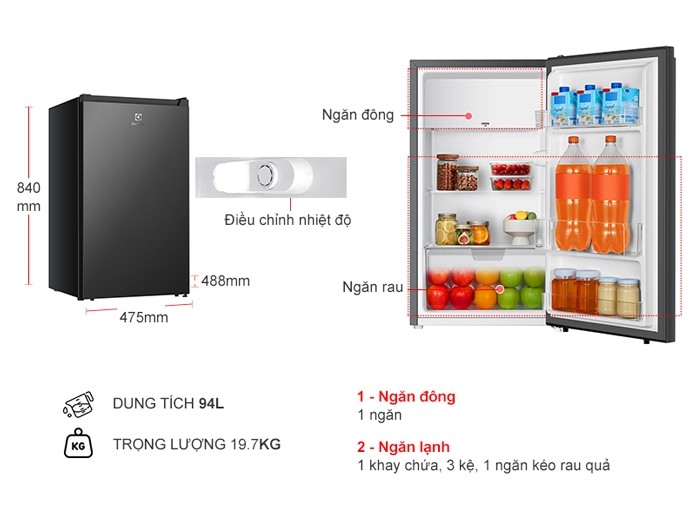 840
mm
475mm
488mm
Điều chỉnh nhiệt độ
Ngăn đông
Ngăn rau
DUNG TÍCH 94L
KG
TRỌNG LƯỢNG 19.7KG
1 - Ngăn đông
1 ngăn
2 - Ngăn lạnh
1 khay chứa, 3 kệ, 1 ngăn kéo rau quả